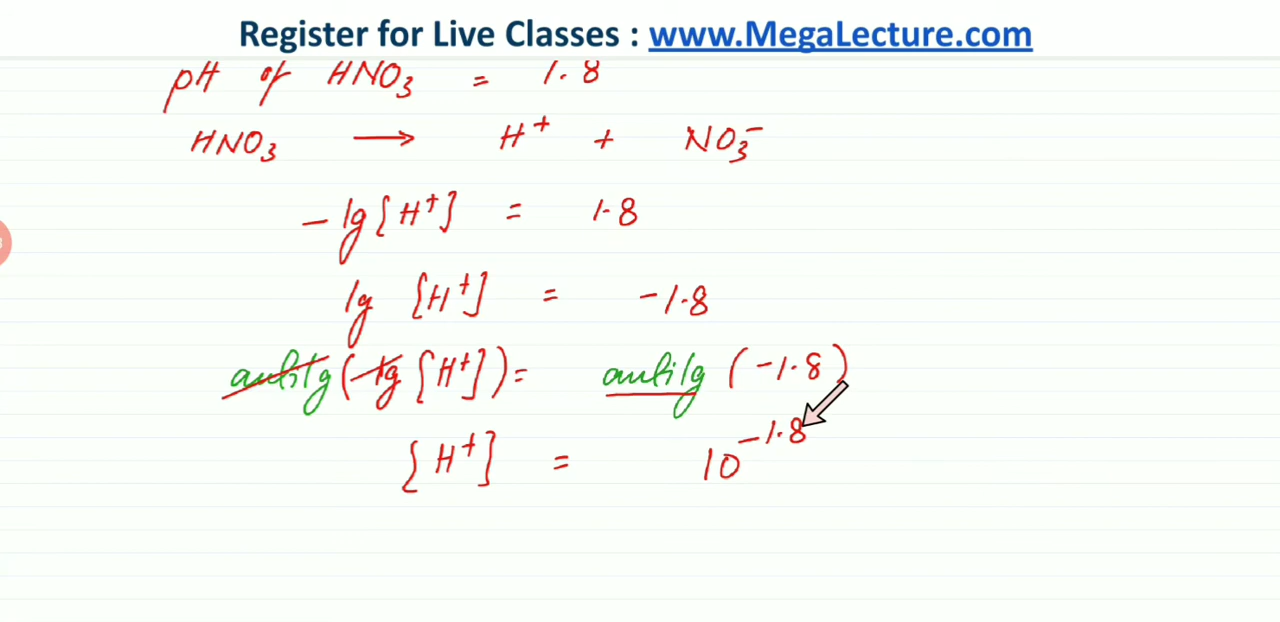 Register for Live Classes : www.MegaLecture.com
pH of HNO₃ = 1.8
HNO₃ ⟶ H⁺ + NO₃⁻
- lg [H⁺] = 1.8
lg [H⁺] = -1.8
antilg (lg [H⁺]) = antilg (-1.8)
[H⁺] = 10⁻¹·⁸